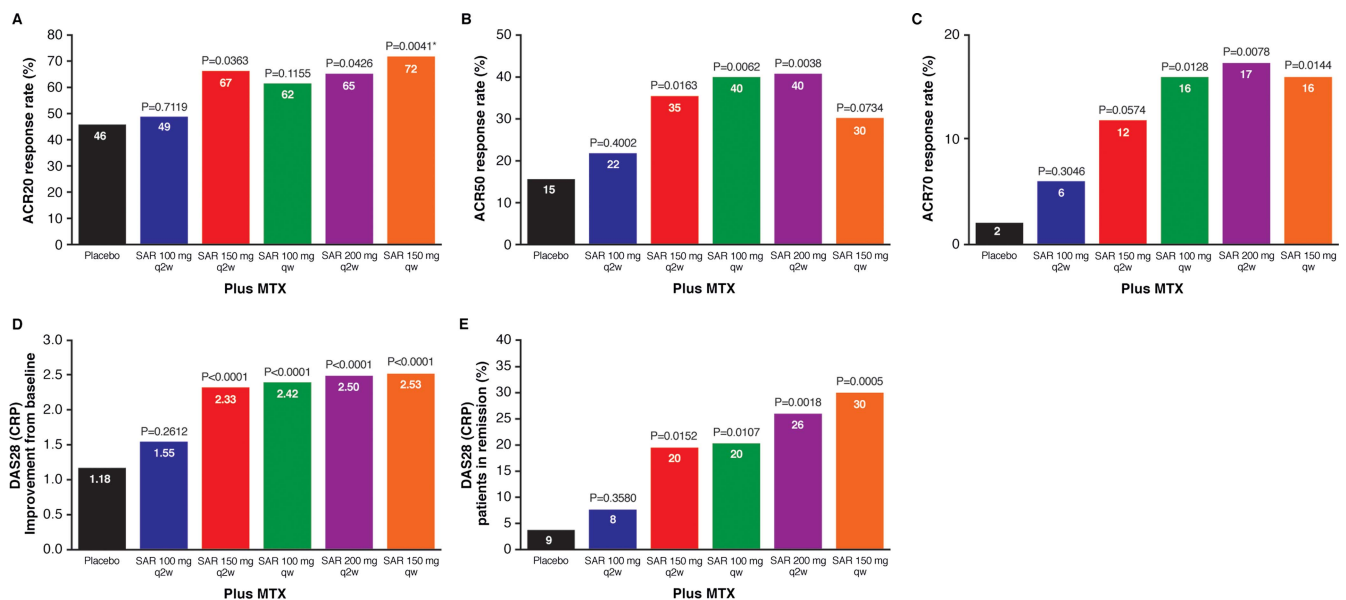 A
ACR20 response rate (%)
80
70
60
50
40
30
20
10
0
46
P=0.7119
49
P=0.0363
67
P=0.1155
62
P=0.0426
65
P=0.0041*
72
Placebo
SAR 100 mg
q2w
SAR 150 mg
q2w
SAR 100 mg
qw
SAR 200 mg
q2w
SAR 150 mg
qw
Plus MTX
B
ACR50 response rate (%)
50
40
30
20
10
0
15
P=0.4002
22
P=0.0163
35
P=0.0062
40
P=0.0038
40
P=0.0734
30
Placebo
SAR 100 mg
q2w
SAR 150 mg
q2w
SAR 100 mg
qw
SAR 200 mg
q2w
SAR 150 mg
qw
Plus MTX
C
ACR70 response rate (%)
20
10
0
2
P=0.3046
6
P=0.0574
12
P=0.0128
16
P=0.0078
17
P=0.0144
16
Placebo
SAR 100 mg
q2w
SAR 150 mg
q2w
SAR 100 mg
qw
SAR 200 mg
q2w
SAR 150 mg
qw
Plus MTX
D
DAS28 (CRP)
Improvement from baseline
3.0
2.5
2.0
1.5
1.0
0.5
0.0
1.18
P=0.2612
1.55
P<0.0001
2.33
P<0.0001
2.42
P<0.0001
2.50
P<0.0001
2.53
Placebo
SAR 100 mg
q2w
SAR 150 mg
q2w
SAR 100 mg
qw
SAR 200 mg
q2w
SAR 150 mg
qw
Plus MTX
E
DAS28 (CRP)
patients in remission (%)
40
35
30
25
20
15
10
5
0
9
P=0.3580
8
P=0.0152
20
P=0.0107
20
P=0.0018
26
P=0.0005
30
Placebo
SAR 100 mg
q2w
SAR 150 mg
q2w
SAR 100 mg
qw
SAR 200 mg
q2w
SAR 150 mg
qw
Plus MTX